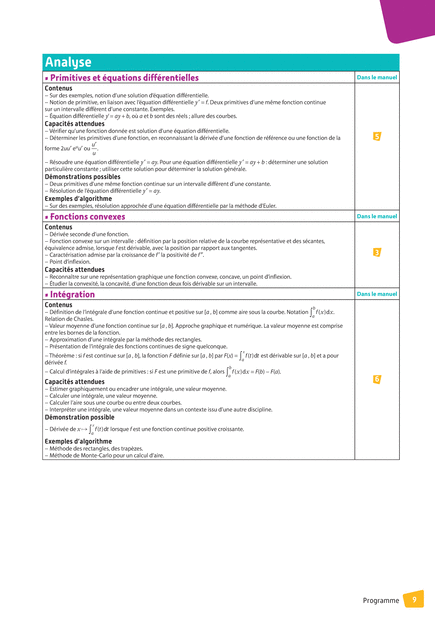 Analyse
Primitives et équations différentielles
Dans le manuel
Contenus
– Sur des exemples, notion d'une solution d'équation différentielle.
– Notion de primitive, en liaison avec l'équation différentielle y' = f. Deux primitives d'une même fonction continue
sur un intervalle diffèrent d'une constante. Exemples.
– Équation différentielle y' = ay + b, où a et b sont des réels ; allure des courbes.
Capacités attendues
– Vérifier qu'une fonction donnée est solution d'une équation différentielle.
– Déterminer les primitives d'une fonction, en reconnaissant la dérivée d'une fonction de référence ou une fonction de la
forme 2uu' eᵘu' ou u'/u.
– Résoudre une équation différentielle y' = ay. Pour une équation différentielle y' = ay + b : déterminer une solution
particulière constante ; utiliser cette solution pour déterminer la solution générale.
Démonstrations possibles
– Deux primitives d'une même fonction continue sur un intervalle diffèrent d'une constante.
– Résolution de l'équation différentielle y' = ay.
Exemples d'algorithme
– Sur des exemples, résolution approchée d'une équation différentielle par la méthode d'Euler.
5
Fonctions convexes
Dans le manuel
Contenus
– Dérivée seconde d'une fonction.
– Fonction convexe sur un intervalle : définition par la position relative de la courbe représentative et des sécantes,
équivalence admise, lorsque f est dérivable, avec la position par rapport aux tangentes.
– Caractérisation admise par la croissance de f' la positivité de f''.
– Point d'inflexion.
Capacités attendues
– Reconnaître sur une représentation graphique une fonction convexe, concave, un point d'inflexion.
– Étudier la convexité, la concavité, d'une fonction deux fois dérivable sur un intervalle.
3
Intégration
Dans le manuel
Contenus
– Définition de l'intégrale d'une fonction continue et positive sur [a , b] comme aire sous la courbe. Notation ∫ₐᵇ f(x)dx.
Relation de Chasles.
– Valeur moyenne d'une fonction continue sur [a , b]. Approche graphique et numérique. La valeur moyenne est comprise
entre les bornes de la fonction.
– Approximation d'une intégrale par la méthode des rectangles.
– Présentation de l'intégrale des fonctions continues de signe quelconque.
– Théorème : si f est continue sur [a , b], la fonction F définie sur [a , b] par F(x) = ∫ₐˣ f(t)dt est dérivable sur [a , b] et a pour
dérivée f.
– Calcul d'intégrales à l'aide de primitives : si F est une primitive de f, alors ∫ₐᵇ f(x)dx = F(b) – F(a).
Capacités attendues
– Estimer graphiquement ou encadrer une intégrale, une valeur moyenne.
– Calculer une intégrale, une valeur moyenne.
– Calculer l'aire sous une courbe ou entre deux courbes.
– Interpréter une intégrale, une valeur moyenne dans un contexte issu d'une autre discipline.
Démonstration possible
– Dérivée de x ↦ ∫ₐˣ f(t)dt lorsque f est une fonction continue positive croissante.
Exemples d'algorithme
– Méthode des rectangles, des trapèzes.
– Méthode de Monte-Carlo pour un calcul d'aire.
6
Programme 9